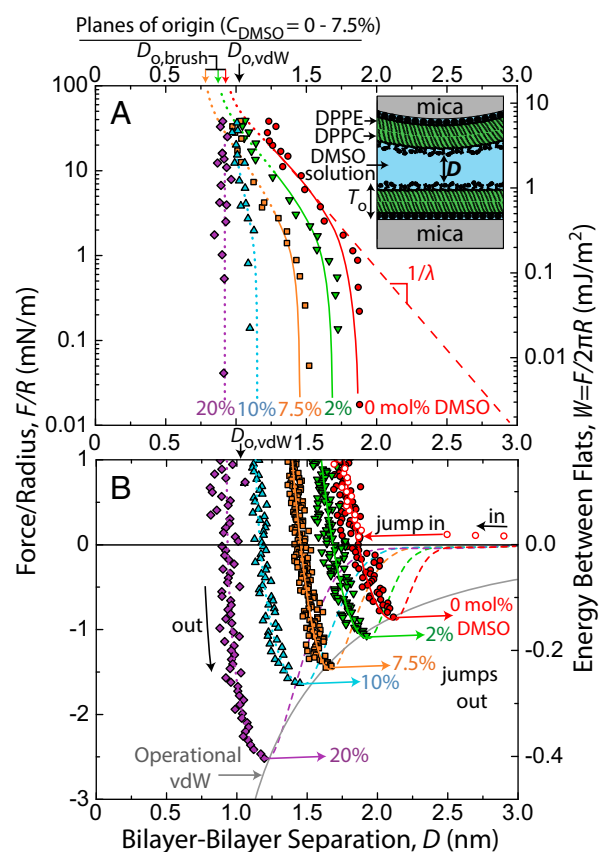 Planes of origin (C_DMSO = 0 - 7.5%)
D_o,brush D_o,vdW
0 0.5 1.0 1.5 2.0 2.5 3.0
A
100
10
1
0.1
0.01
10
1
0.1
0.01
Force/Radius, F/R (mN/m)
Energy Between Flats, W=F/2πR (mJ/m²)
mica
DPPE
DPPC
DMSO
solution
D
T_o
mica
1/λ
20% 10% 7.5% 2% 0 mol% DMSO
0 0.5 1.0 1.5 2.0 2.5 3.0
D_o,vdW
B
1
0
-1
-2
-3
0.0
-0.2
-0.4
jump in
in
out
0 mol%
DMSO
2%
7.5%
jumps
out
10%
20%
Operational
vdW
0 0.5 1.0 1.5 2.0 2.5 3.0
Bilayer-Bilayer Separation, D (nm)